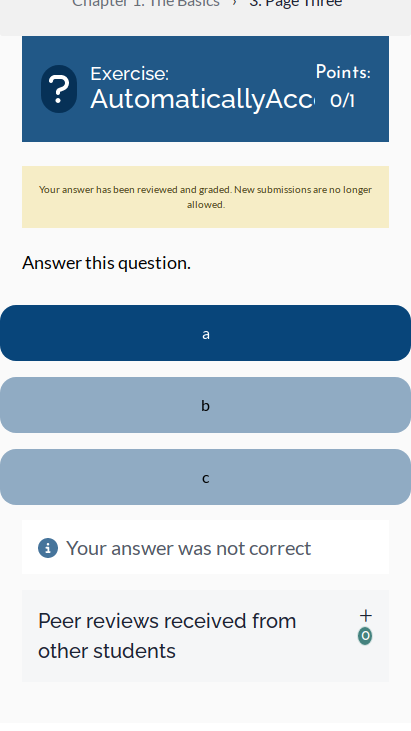 Chapter 1: The Basics › 3. Page Three
Exercise:
Points:
AutomaticallyAcc
0/1
Your answer has been reviewed and graded. New submissions are no longer
allowed.
Answer this question.
a
b
c
Your answer was not correct
Peer reviews received from
other students
+
0